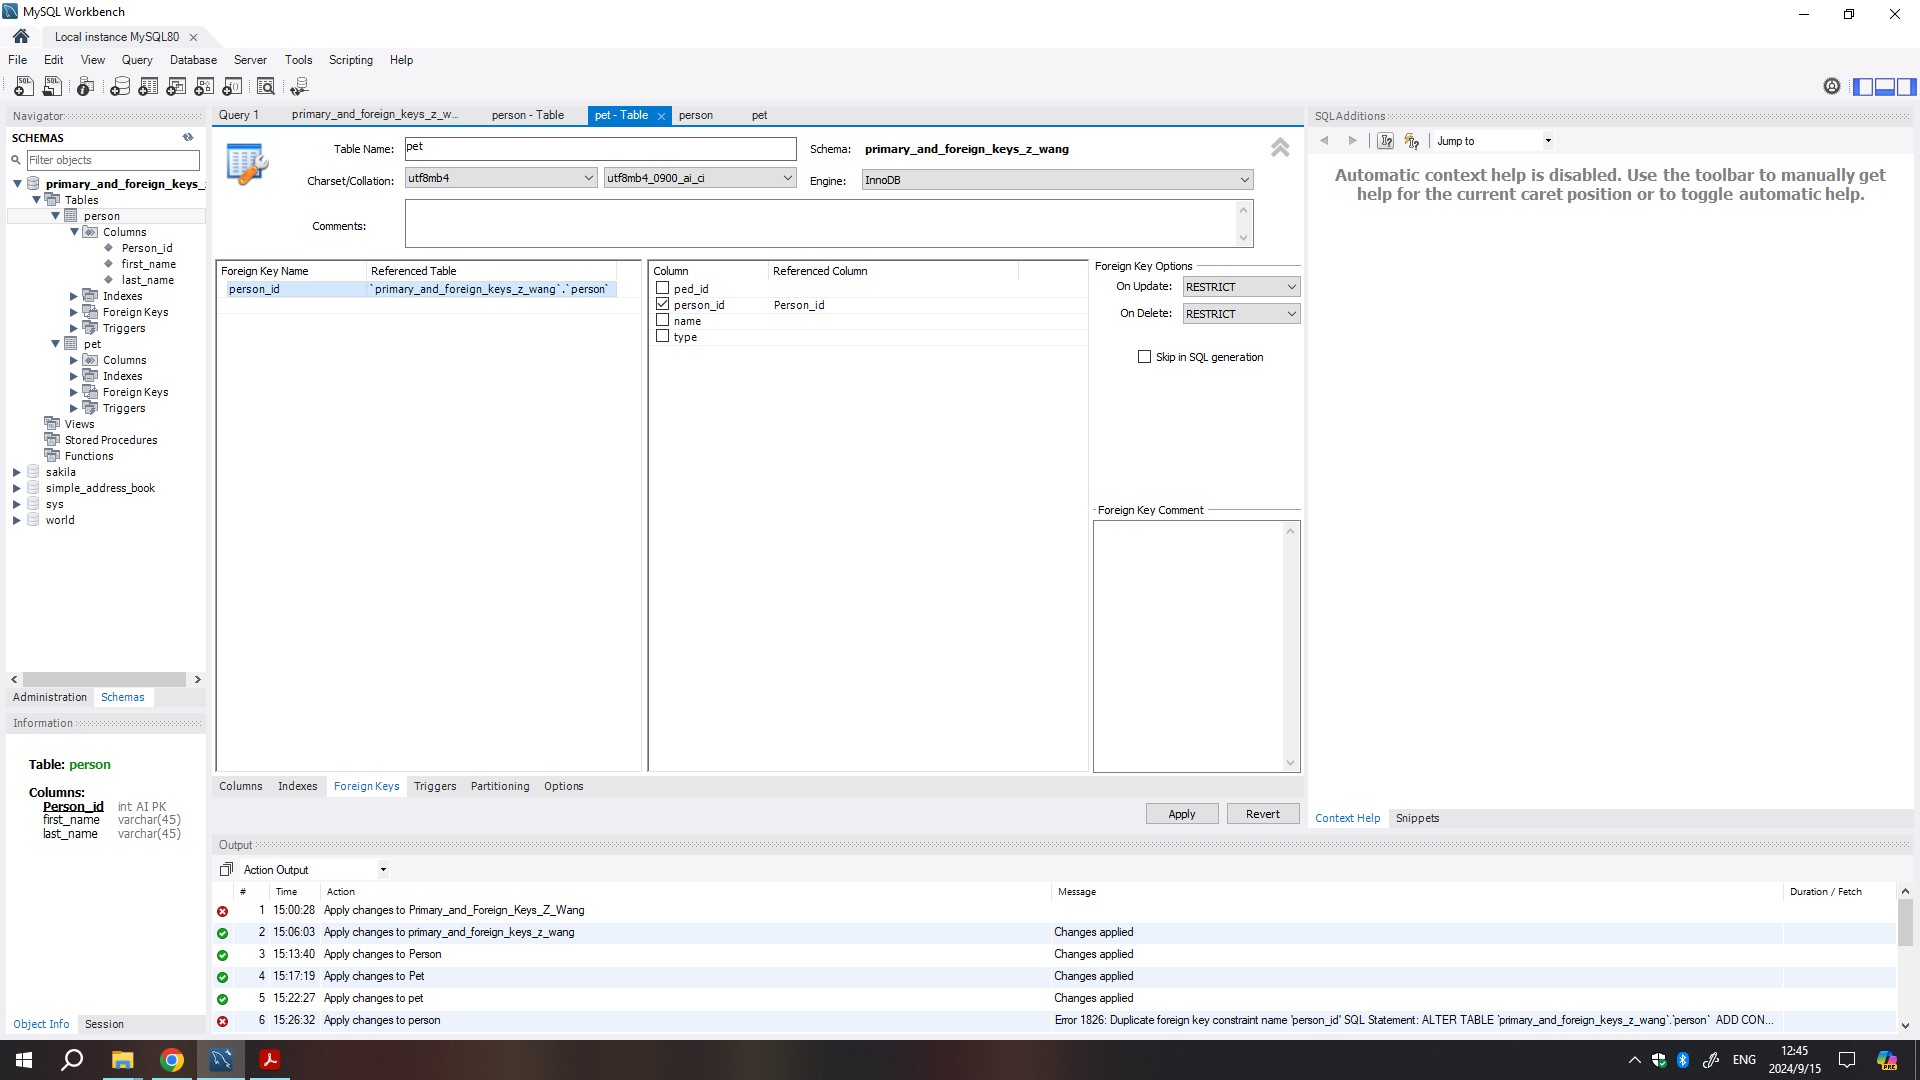 MySQL Workbench
Local instance MySQL80
File Edit View Query Database Server Tools Scripting Help
Navigator
SCHEMAS
Filter objects
primary_and_foreign_keys_
Tables
person
Columns
Person_id
first_name
last_name
Indexes
Foreign Keys
Triggers
pet
Columns
Indexes
Foreign Keys
Triggers
Views
Stored Procedures
Functions
sakila
simple_address_book
sys
world
Administration Schemas
Information
Table: person
Columns:
Person_id int AI PK
first_name varchar(45)
last_name varchar(45)
Object Info Session
Query 1 primary_and_foreign_keys_z_w... person - Table pet - Table person pet
Table Name: pet Schema: primary_and_foreign_keys_z_wang
Charset/Collation: utf8mb4 utf8mb4_0900_ai_ci Engine: InnoDB
Comments:
Foreign Key Name Referenced Table
person_id `primary_and_foreign_keys_z_wang`.`person`
Column Referenced Column
ped_id
person_id Person_id
name
type
Foreign Key Options
On Update: RESTRICT
On Delete: RESTRICT
Skip in SQL generation
Foreign Key Comment
Columns Indexes Foreign Keys Triggers Partitioning Options
Apply Revert
SQLAdditions
Jump to
Automatic context help is disabled. Use the toolbar to manually get
help for the current caret position or to toggle automatic help.
Context Help Snippets
Output
Action Output
# Time Action Message Duration / Fetch
1 15:00:28 Apply changes to Primary_and_Foreign_Keys_Z_Wang
2 15:06:03 Apply changes to primary_and_foreign_keys_z_wang Changes applied
3 15:13:40 Apply changes to Person Changes applied
4 15:17:19 Apply changes to Pet Changes applied
5 15:22:27 Apply changes to pet Changes applied
6 15:26:32 Apply changes to person Error 1826: Duplicate foreign key constraint name 'person_id' SQL Statement: ALTER TABLE `primary_and_foreign_keys_z_wang`.`person` ADD CON...
ENG
12:45
2024/9/15